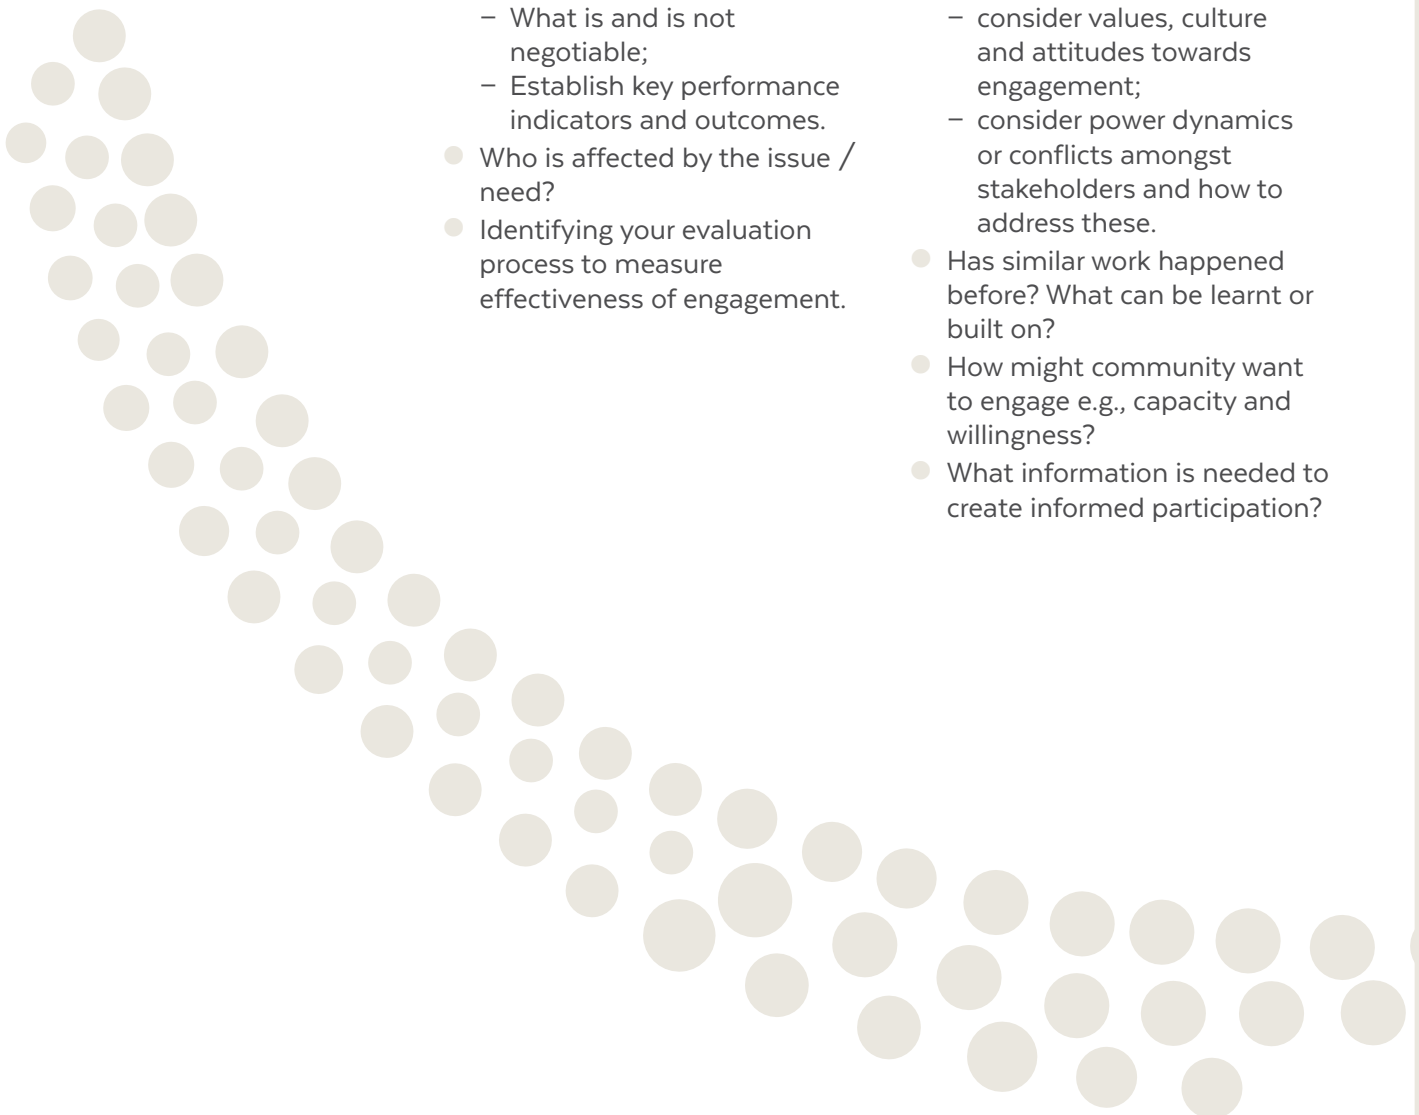 – What is and is not
negotiable;
– Establish key performance
indicators and outcomes.
Who is affected by the issue /
need?
Identifying your evaluation
process to measure
effectiveness of engagement.
– consider values, culture
and attitudes towards
engagement;
– consider power dynamics
or conflicts amongst
stakeholders and how to
address these.
Has similar work happened
before? What can be learnt or
built on?
How might community want
to engage e.g., capacity and
willingness?
What information is needed to
create informed participation?